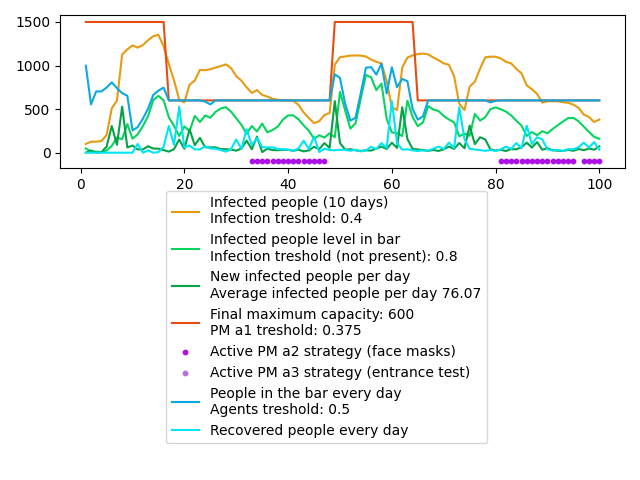 1500
1000
500
0
0 20 40 60 80 100
Infected people (10 days)
Infection treshold: 0.4
Infected people level in bar
Infection treshold (not present): 0.8
New infected people per day
Average infected people per day 76.07
Final maximum capacity: 600
PM a1 treshold: 0.375
Active PM a2 strategy (face masks)
Active PM a3 strategy (entrance test)
People in the bar every day
Agents treshold: 0.5
Recovered people every day